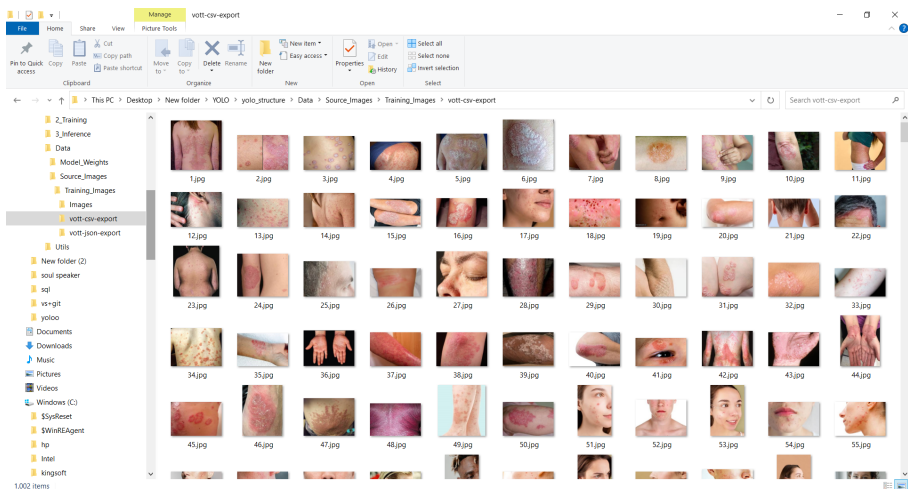 Manage
vott-csv-export
File
Home
Share
View
Picture Tools
Pin to Quick access
Copy
Paste
Cut
Copy path
Paste shortcut
Clipboard
Move to
Copy to
Delete
Rename
Organize
New folder
New item
Easy access
New
Properties
Open
Edit
History
Open
Select all
Select none
Invert selection
Select
This PC > Desktop > New folder > YOLO > yolo_structure > Data > Source_Images > Training_Images > vott-csv-export
Search vott-csv-export
2_Training
3_Inference
Data
Model_Weights
Source_Images
Training_Images
Images
vott-csv-export
vott-json-export
Utils
New folder (2)
soul speaker
sql
vs+git
yoloo
Documents
Downloads
Music
Pictures
Videos
Windows (C:)
$SysReset
$WinREAgent
hp
Intel
kingsoft
1.jpg 2.jpg 3.jpg 4.jpg 5.jpg 6.jpg 7.jpg 8.jpg 9.jpg 10.jpg 11.jpg
12.jpg 13.jpg 14.jpg 15.jpg 16.jpg 17.jpg 18.jpg 19.jpg 20.jpg 21.jpg 22.jpg
23.jpg 24.jpg 25.jpg 26.jpg 27.jpg 28.jpg 29.jpg 30.jpg 31.jpg 32.jpg 33.jpg
34.jpg 35.jpg 36.jpg 37.jpg 38.jpg 39.jpg 40.jpg 41.jpg 42.jpg 43.jpg 44.jpg
45.jpg 46.jpg 47.jpg 48.jpg 49.jpg 50.jpg 51.jpg 52.jpg 53.jpg 54.jpg 55.jpg
1,002 items